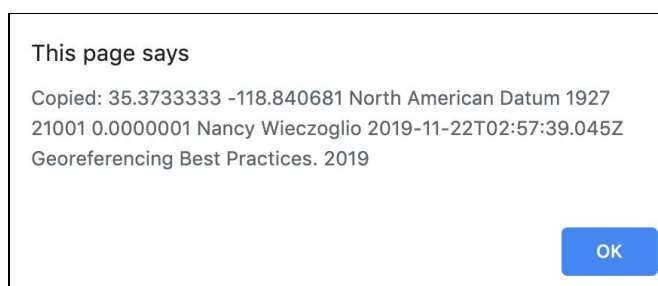 This page says
Copied: 35.3733333 -118.840681 North American Datum 1927
21001 0.0000001 Nancy Wieczoglio 2019-11-22T02:57:39.045Z
Georeferencing Best Practices. 2019
OK